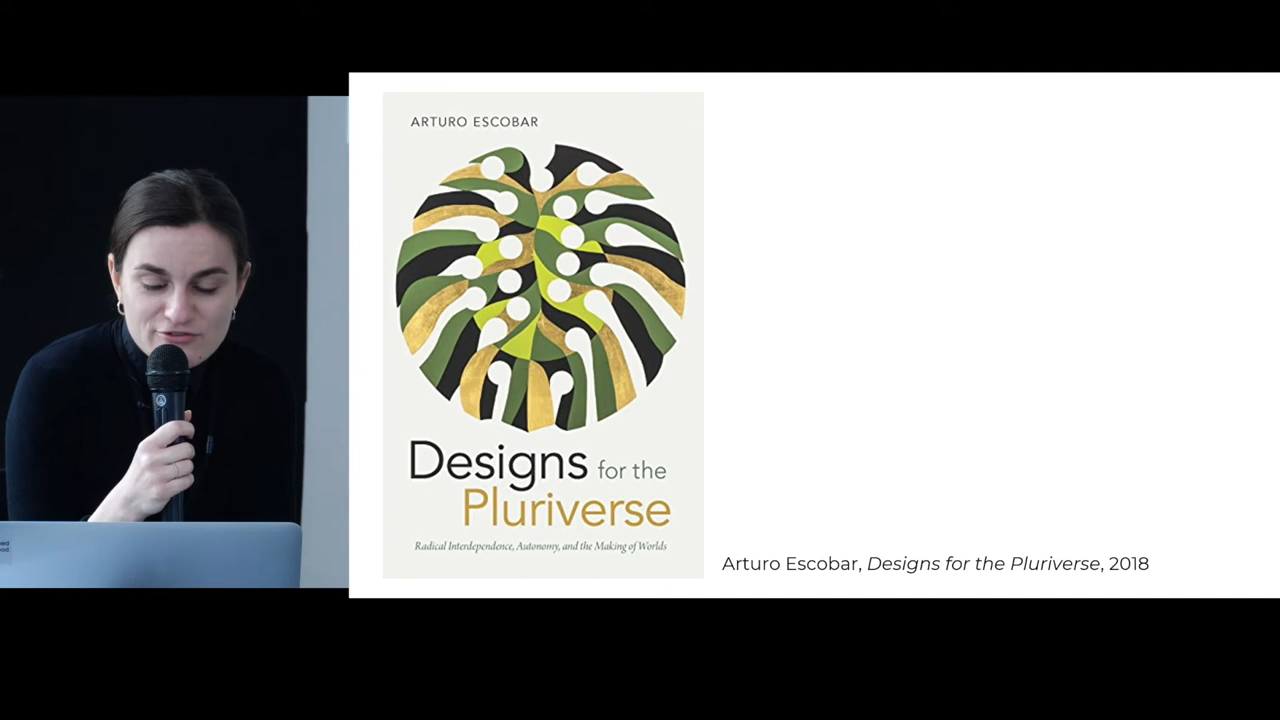 ARTURO ESCOBAR
Designs for the
Pluriverse
Radical Interdependence, Autonomy, and the Making of Worlds
Arturo Escobar, Designs for the Pluriverse, 2018